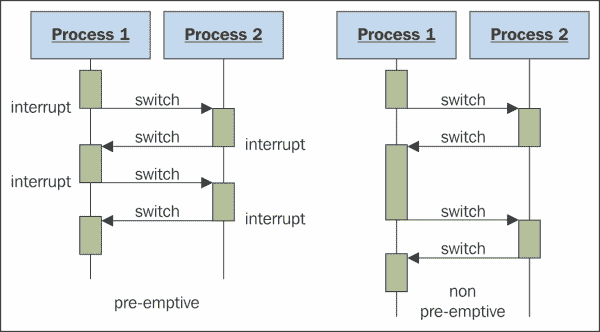 Process 1
Process 2
interrupt
switch
switch
interrupt
interrupt
switch
switch
interrupt
pre-emptive
Process 1
Process 2
switch
switch
switch
switch
non
pre-emptive